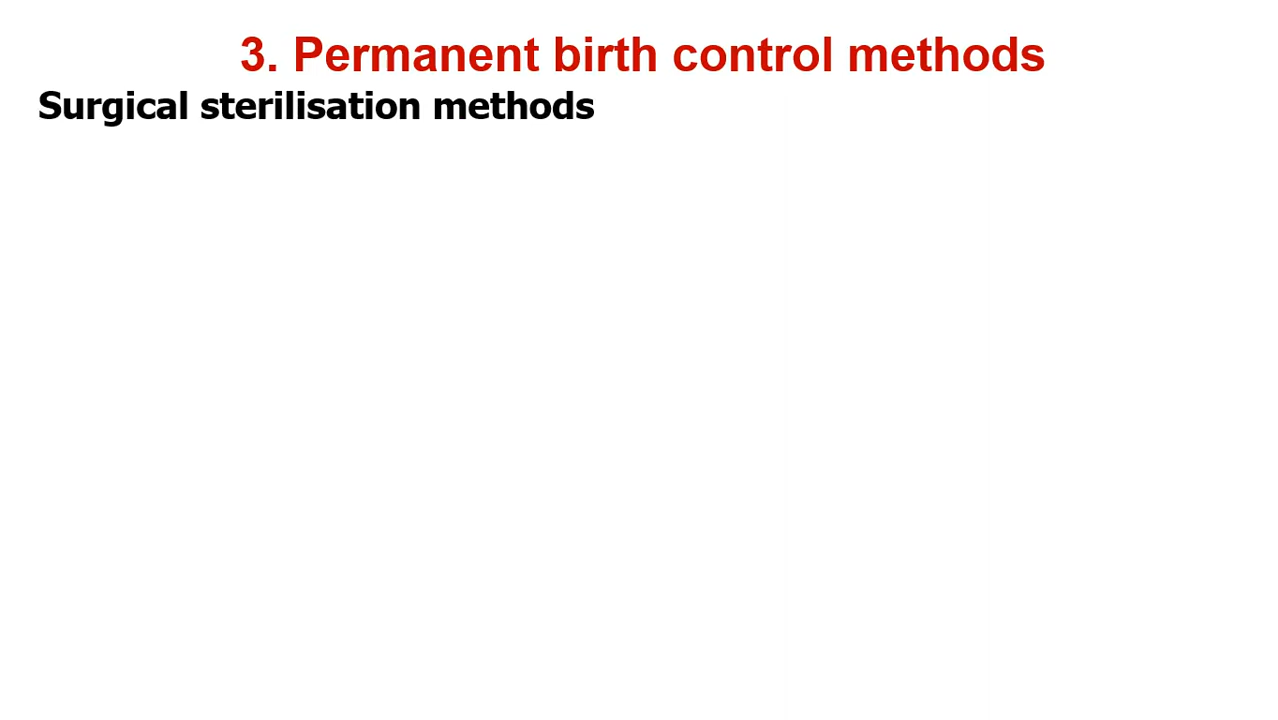 3. Permanent birth control methods
Surgical sterilisation methods